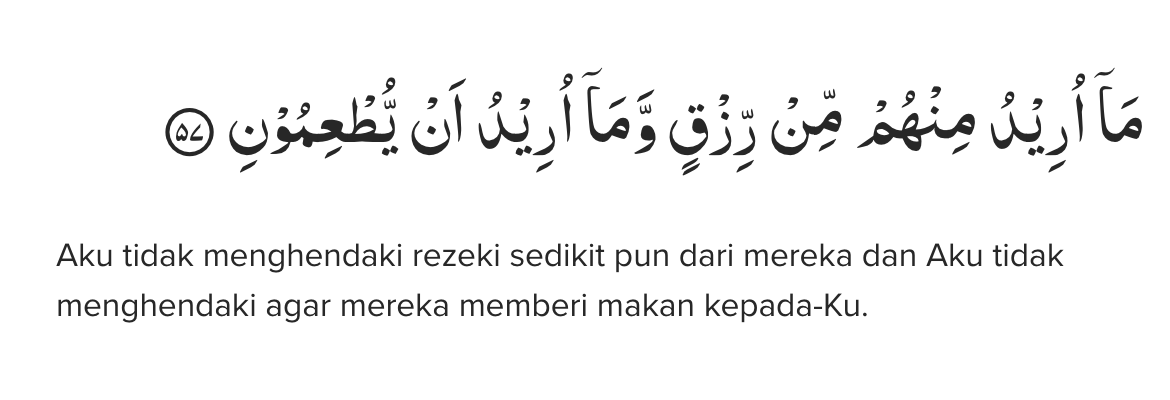 مَآ اُرِيْدُ مِنْهُمْ مِّنْ رِّزْقٍ وَّمَآ اُرِيْدُ اَنْ يُّطْعِمُوْنِ ۝٥٧
Aku tidak menghendaki rezeki sedikit pun dari mereka dan Aku tidak
menghendaki agar mereka memberi makan kepada-Ku.